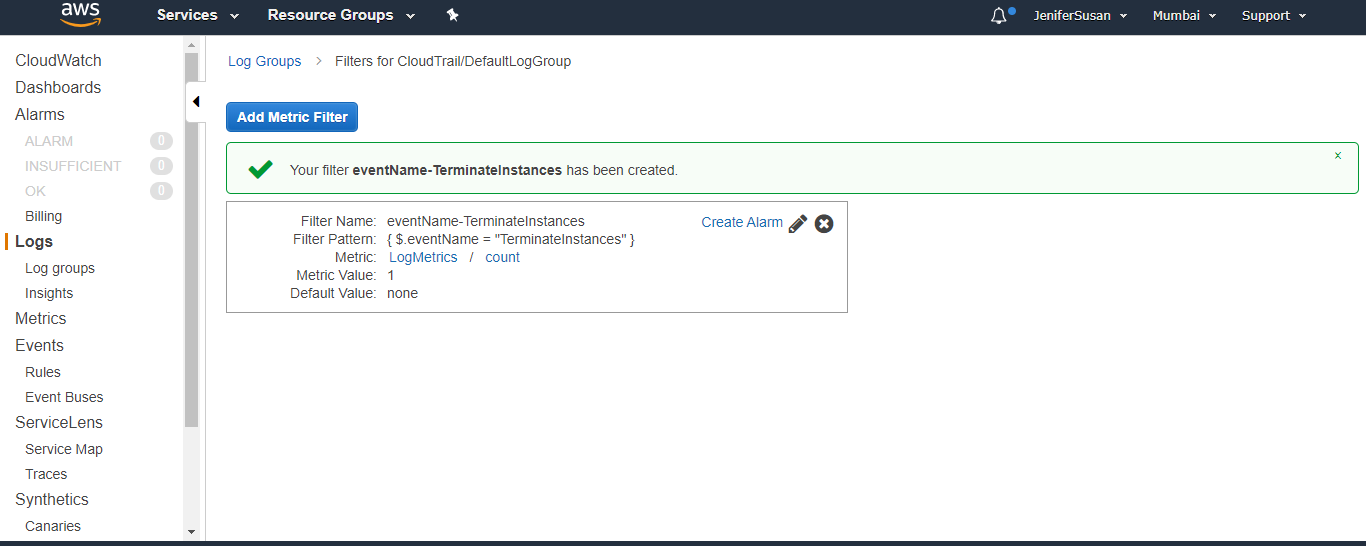 aws Services Resource Groups JeniferSusan Mumbai Support
CloudWatch
Dashboards
Alarms
ALARM 0
INSUFFICIENT 0
OK 0
Billing
Logs
Log groups
Insights
Metrics
Events
Rules
Event Buses
ServiceLens
Service Map
Traces
Synthetics
Canaries
Log Groups > Filters for CloudTrail/DefaultLogGroup
Add Metric Filter
Your filter eventName-TerminateInstances has been created. x
Filter Name: eventName-TerminateInstances Create Alarm
Filter Pattern: { $.eventName = "TerminateInstances" }
Metric: LogMetrics / count
Metric Value: 1
Default Value: none